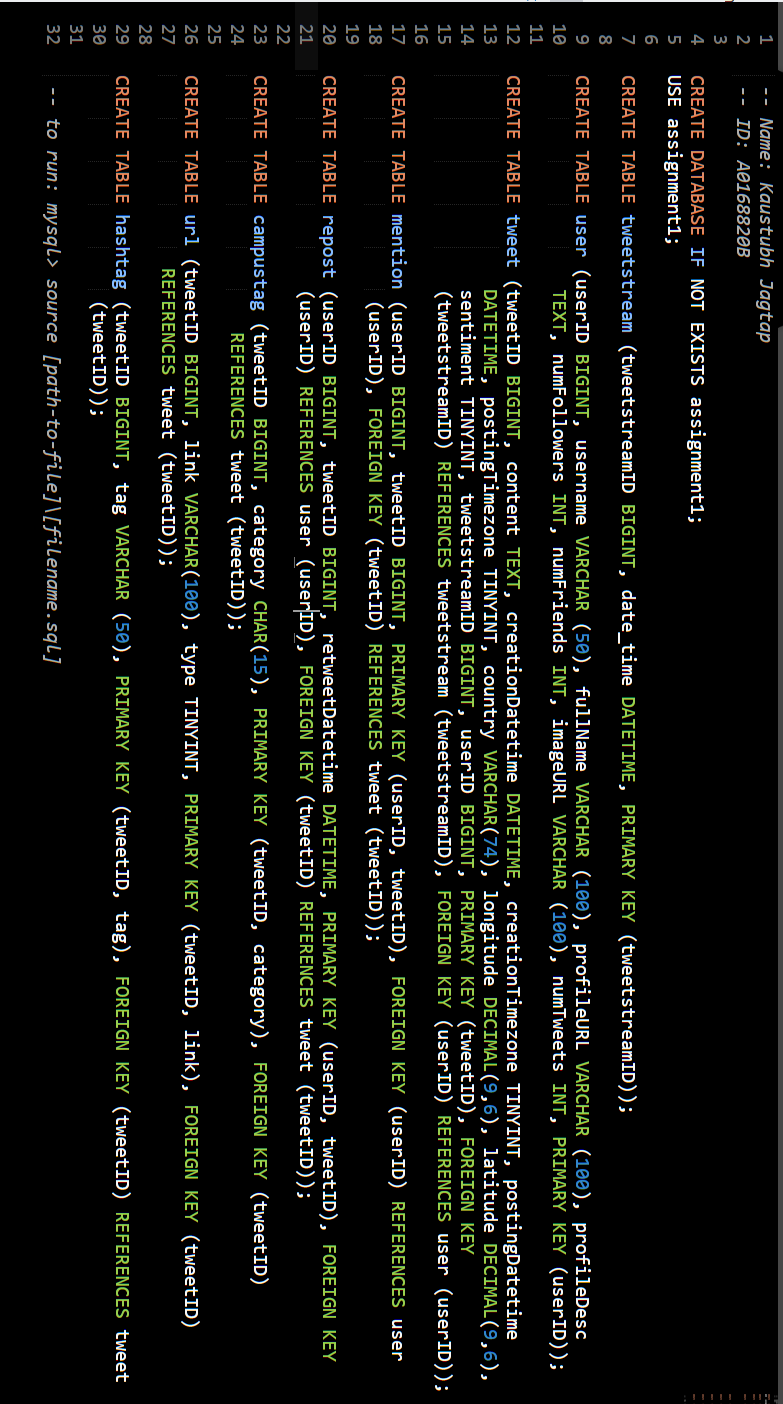 1 -- Name: Kaustubh Jagtap
2 -- ID: A0168820B
3
4 CREATE DATABASE IF NOT EXISTS assignment1;
5 USE assignment1;
6
7 CREATE TABLE tweetstream (tweetstreamID BIGINT, date_time DATETIME, PRIMARY KEY (tweetstreamID));
8
9 CREATE TABLE user (userID BIGINT, username VARCHAR (50), fullName VARCHAR (100), profileURL VARCHAR (100), profileDesc
10 TEXT, numFollowers INT, numFriends INT, imageURL VARCHAR (100), numTweets INT, PRIMARY KEY (userID));
11
12 CREATE TABLE tweet (tweetID BIGINT, content TEXT, creationDatetime DATETIME, creationTimezone TINYINT, postingDatetime
13 DATETIME, postingTimezone TINYINT, country VARCHAR(74), longitude DECIMAL(9,6), latitude DECIMAL(9,6),
14 sentiment TINYINT, tweetstreamID BIGINT, userID BIGINT, PRIMARY KEY (tweetID), FOREIGN KEY
15 (tweetstreamID) REFERENCES tweetstream (tweetstreamID), FOREIGN KEY (userID) REFERENCES user (userID));
16
17 CREATE TABLE mention (userID BIGINT, tweetID BIGINT, PRIMARY KEY (userID, tweetID), FOREIGN KEY (userID) REFERENCES user
18 (userID), FOREIGN KEY (tweetID) REFERENCES tweet (tweetID));
19
20 CREATE TABLE repost (userID BIGINT, tweetID BIGINT, retweetDatetime DATETIME, PRIMARY KEY (userID, tweetID), FOREIGN KEY
21 (userID) REFERENCES user (userID), FOREIGN KEY (tweetID) REFERENCES tweet (tweetID));
22
23 CREATE TABLE campustag (tweetID BIGINT, category CHAR(15), PRIMARY KEY (tweetID, category), FOREIGN KEY (tweetID)
24 REFERENCES tweet (tweetID));
25
26 CREATE TABLE url (tweetID BIGINT, link VARCHAR(100), type TINYINT, PRIMARY KEY (tweetID, link), FOREIGN KEY (tweetID)
27 REFERENCES tweet (tweetID));
28
29 CREATE TABLE hashtag (tweetID BIGINT, tag VARCHAR (50), PRIMARY KEY (tweetID, tag), FOREIGN KEY (tweetID) REFERENCES tweet
30 (tweetID));
31
32 -- to run: mysql> source [path-to-file]\[filename.sql]